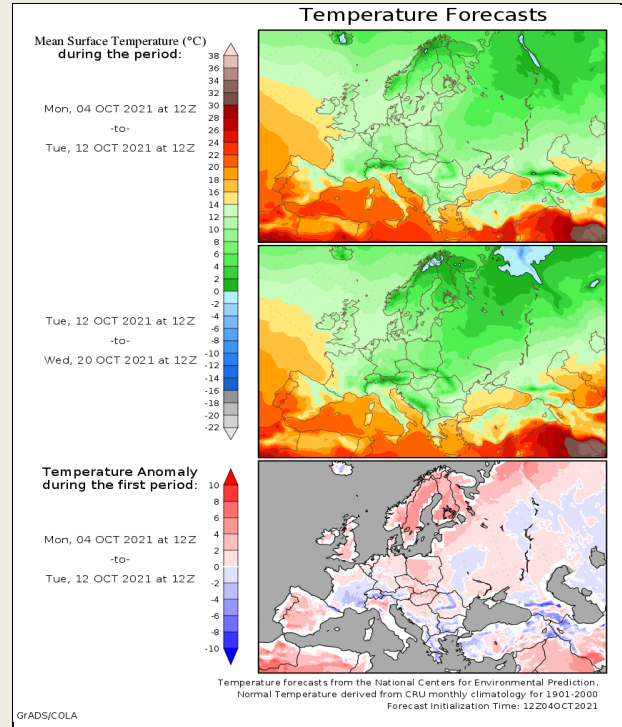 Temperature Forecasts
Mean Surface Temperature (°C)
during the period:
38
36
34
32
30
28
26
24
22
20
18
16
14
12
10
8
6
4
2
0
-2
-4
-6
-8
-10
-12
-14
-16
-18
-20
-22
Mon, 04 OCT 2021 at 12Z
-to-
Tue, 12 OCT 2021 at 12Z
Tue, 12 OCT 2021 at 12Z
-to-
Wed, 20 OCT 2021 at 12Z
Temperature Anomaly
during the first period:
10
8
6
4
2
0
-2
-4
-6
-8
-10
Mon, 04 OCT 2021 at 12Z
-to-
Tue, 12 OCT 2021 at 12Z
Temperature forecasts from the National Centers for Environmental Prediction.
Normal Temperature derived from CRU monthly climatology for 1901-2000
Forecast Initialization Time: 12Z04OCT2021
GrADS/COLA